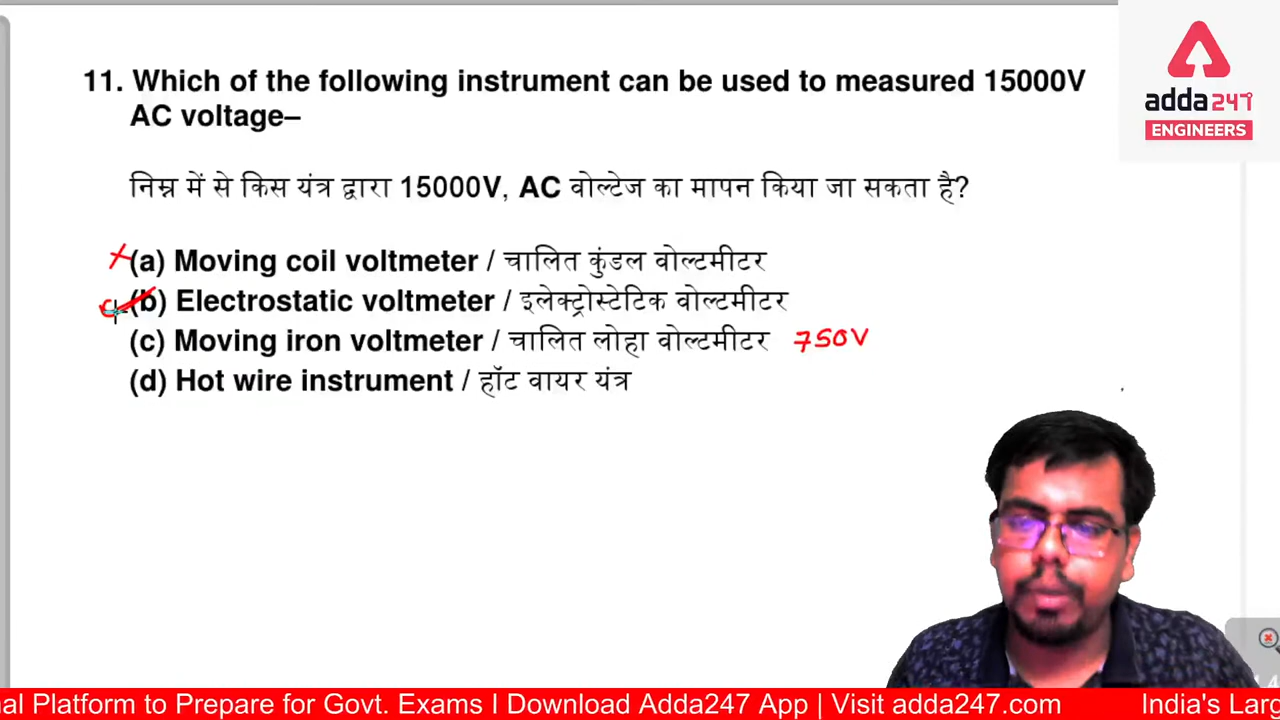 11. Which of the following instrument can be used to measured 15000V
AC voltage–
निम्न में से किस यंत्र द्वारा 15000V, AC वोल्टेज का मापन किया जा सकता है?
(a) Moving coil voltmeter / चालित कुंडल वोल्टमीटर
(b) Electrostatic voltmeter / इलेक्ट्रोस्टेटिक वोल्टमीटर
(c) Moving iron voltmeter / चालित लोहा वोल्टमीटर 750V
(d) Hot wire instrument / हॉट वायर यंत्र
adda247
ENGINEERS
nal Platform to Prepare for Govt. Exams I Download Adda247 App | Visit adda247.com India's Larg